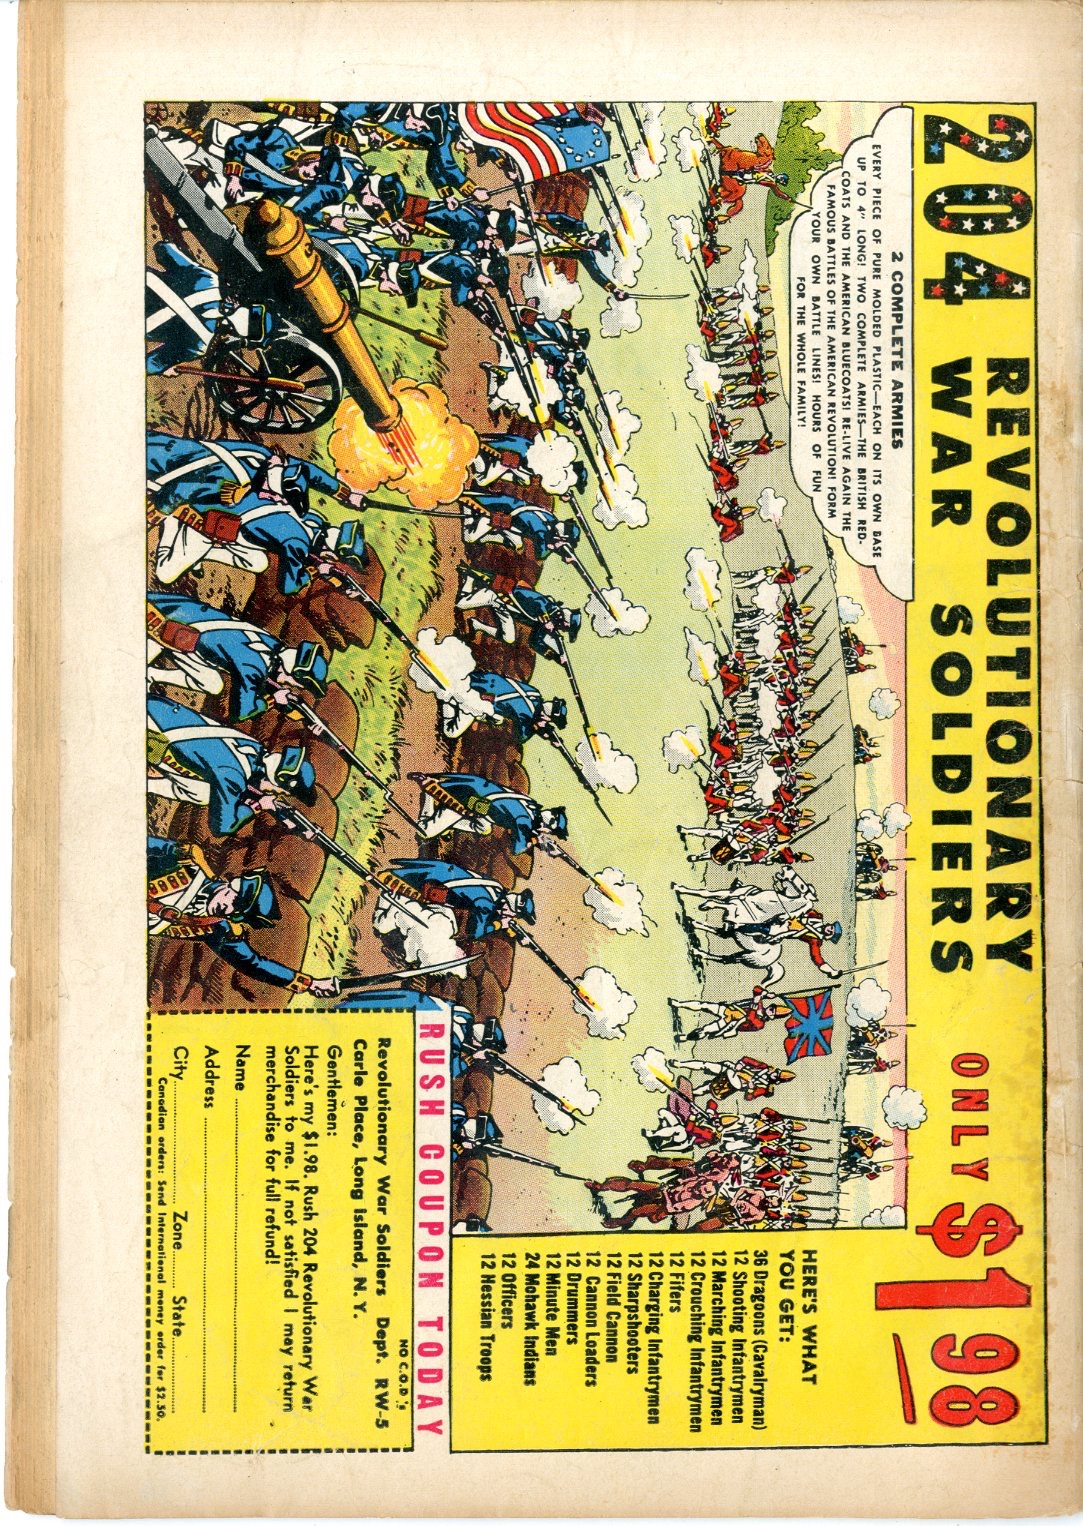 204 REVOLUTIONARY
WAR SOLDIERS
ONLY $1 98
2 COMPLETE ARMIES
EVERY PIECE OF PURE MOLDED PLASTIC—EACH ON ITS OWN BASE
UP TO 4" LONG! TWO COMPLETE ARMIES—THE BRITISH RED-
COATS AND THE AMERICAN BLUECOATS! RE-LIVE AGAIN THE
FAMOUS BATTLES OF THE AMERICAN REVOLUTION! FORM
YOUR OWN BATTLE LINES! HOURS OF FUN
FOR THE WHOLE FAMILY!
HERE'S WHAT
YOU GET:
36 Dragoons (Cavalryman)
12 Shooting Infantrymen
12 Marching Infantrymen
12 Crouching Infantrymen
12 Fifers
12 Charging Infantrymen
12 Sharpshooters
12 Field Cannon
12 Cannon Loaders
12 Drummers
12 Minute Men
24 Mohawk Indians
12 Officers
12 Hessian Troops
RUSH COUPON TODAY
NO C.O.D.'s
Revolutionary War Soldiers Dept. RW-5
Carle Place, Long Island, N. Y.
Gentlemen:
Here's my $1.98. Rush 204 Revolutionary War
Soldiers to me. If not satisfied I may return
merchandise for full refund!
Name
Address
City Zone State
Canadian orders: Send International money order for $2.50.